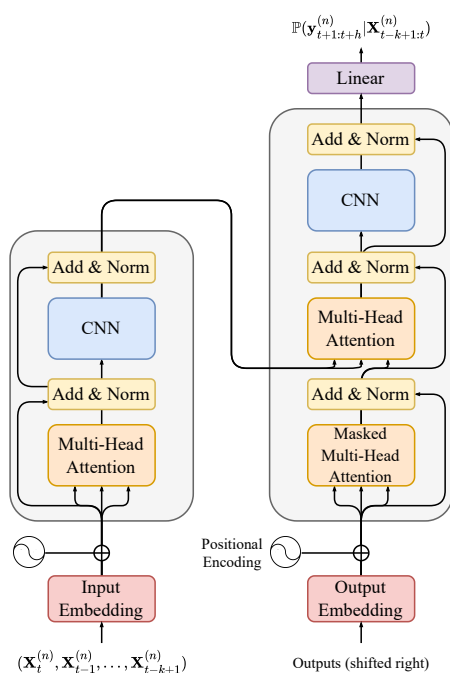 ℙ(𝐲^{(n)}_{t+1:t+h}|𝐗^{(n)}_{t−k+1:t})
Linear
Add & Norm
CNN
Add & Norm
Multi-Head
Attention
Add & Norm
Masked
Multi-Head
Attention
Add & Norm
CNN
Add & Norm
Multi-Head
Attention
Positional
Encoding
Input
Embedding
Output
Embedding
(𝐗^{(n)}_{t}, 𝐗^{(n)}_{t−1}, . . . , 𝐗^{(n)}_{t−k+1})
Outputs (shifted right)